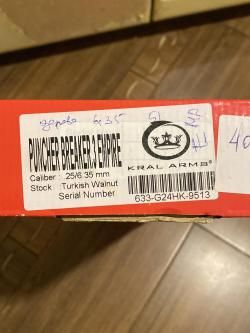 дерево 6,35
PUNCHER BREAKER.3 EMPIRE
Caliber : .25/6.35 mm
Stock : Turkish Walnut
Serial Number
KRAL ARMS®
633-G24HK-9513
40